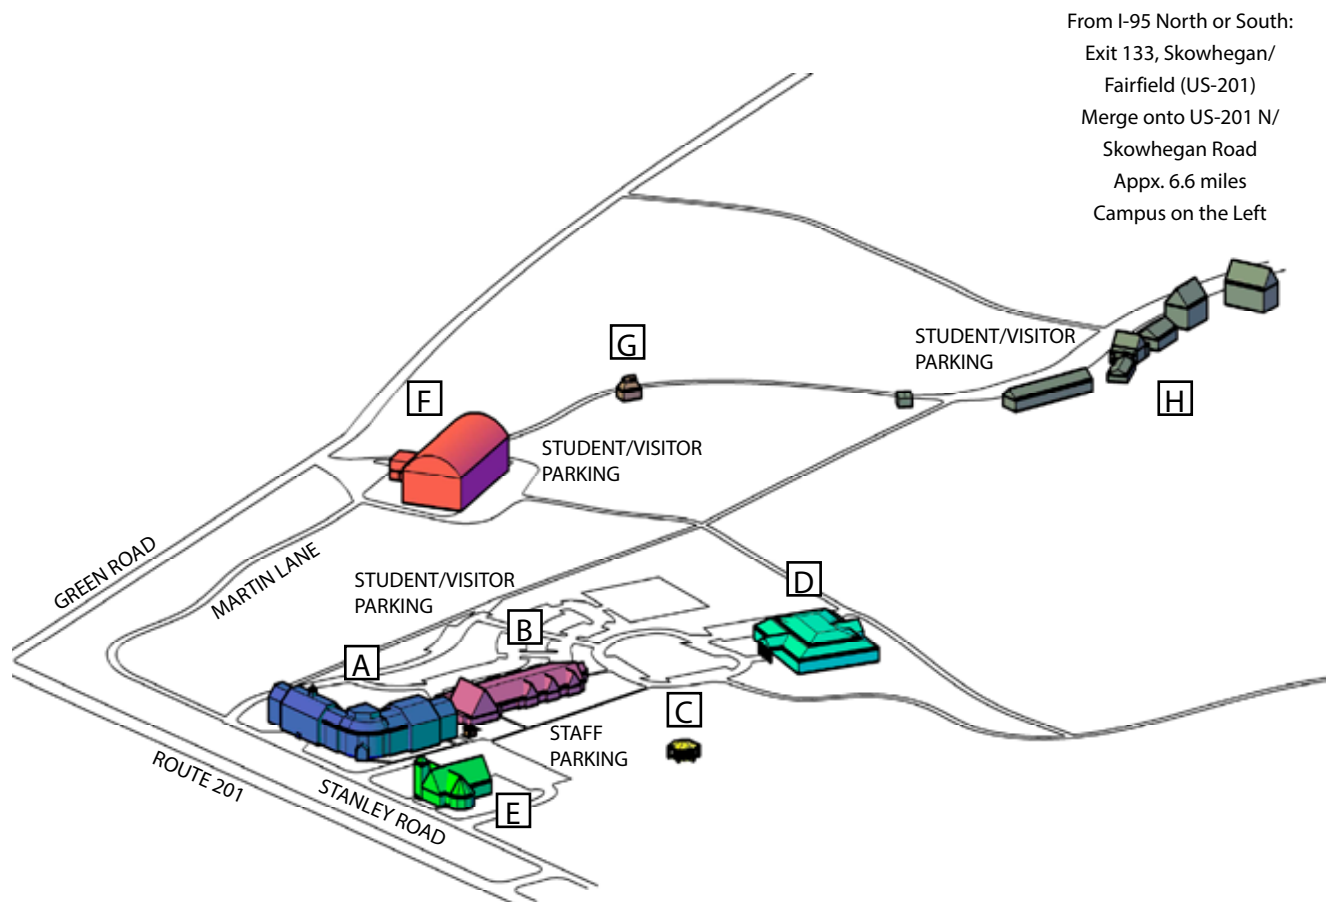 From I-95 North or South:
Exit 133, Skowhegan/
Fairfield (US-201)
Merge onto US-201 N/
Skowhegan Road
Appx. 6.6 miles
Campus on the Left
G
STUDENT/VISITOR
PARKING
F
H
STUDENT/VISITOR
PARKING
GREEN ROAD
MARTIN LANE
STUDENT/VISITOR
PARKING
D
B
A
C
STAFF
PARKING
ROUTE 201
STANLEY ROAD
E